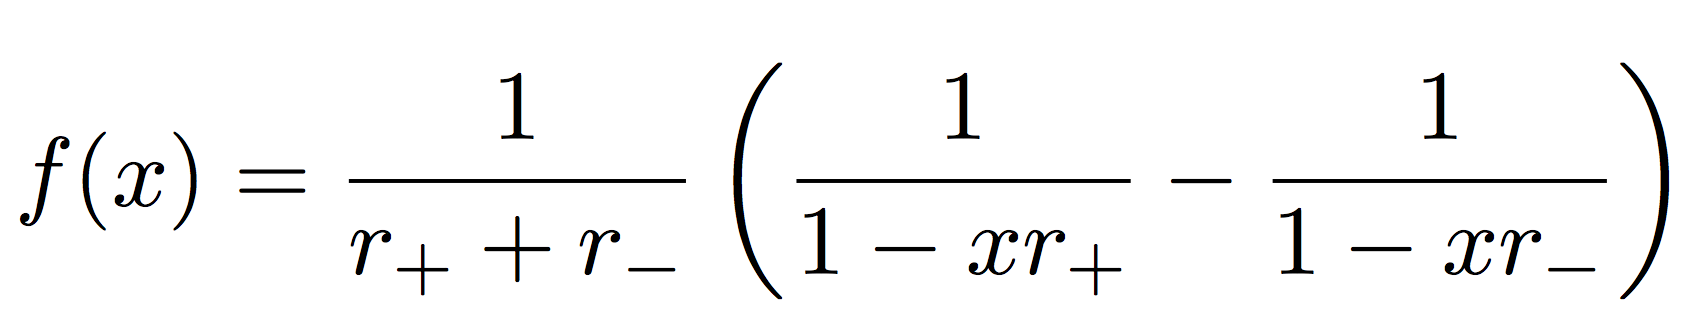 f(x) = \frac{1}{r_+ + r_-} \left( \frac{1}{1 - xr_+} - \frac{1}{1 - xr_-} \right)